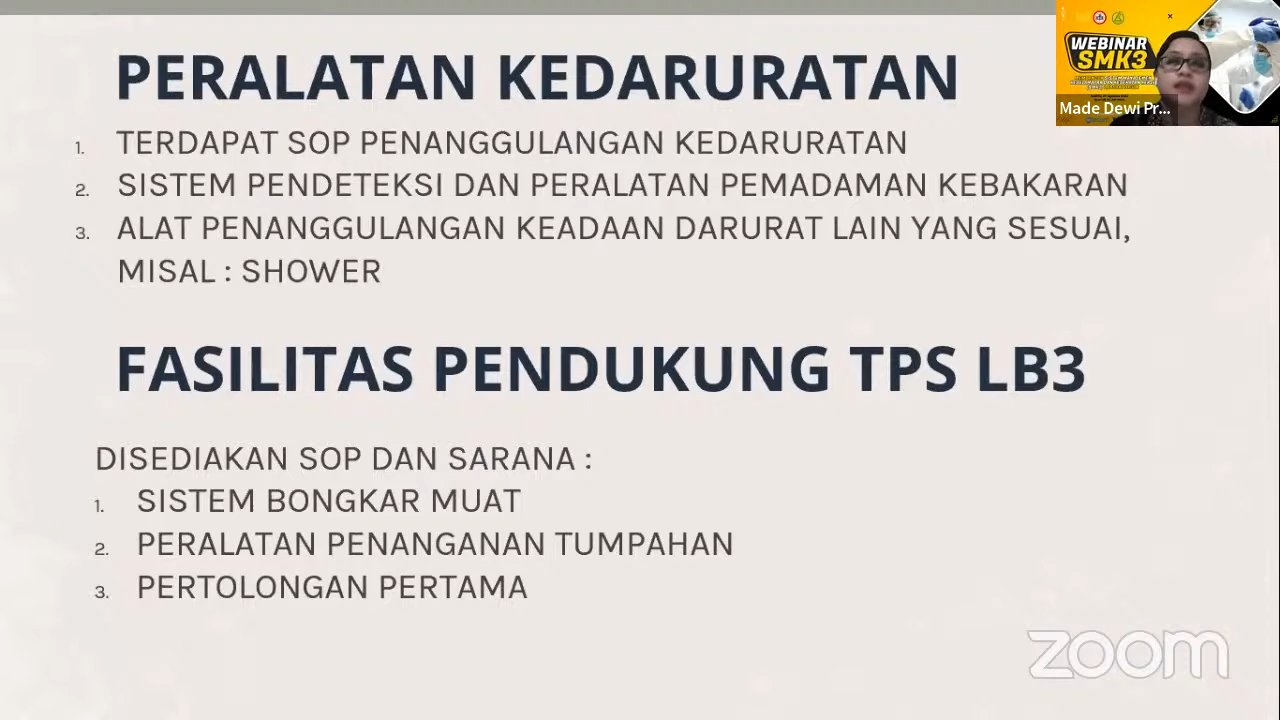 PERALATAN KEDARURATAN
1. TERDAPAT SOP PENANGGULANGAN KEDARURATAN
2. SISTEM PENDETEKSI DAN PERALATAN PEMADAMAN KEBAKARAN
3. ALAT PENANGGULANGAN KEADAAN DARURAT LAIN YANG SESUAI,
MISAL : SHOWER
FASILITAS PENDUKUNG TPS LB3
DISEDIAKAN SOP DAN SARANA :
1. SISTEM BONGKAR MUAT
2. PERALATAN PENANGANAN TUMPAHAN
3. PERTOLONGAN PERTAMA
WEBINAR
SMK3
Made Dewi Pr...
zoom